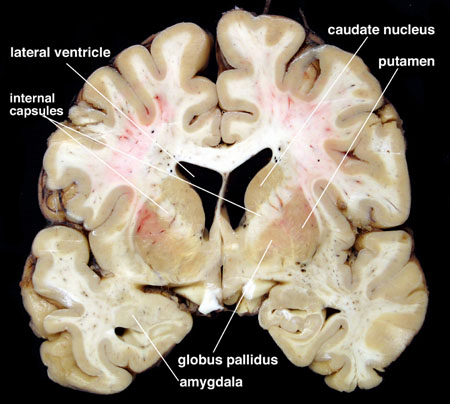 caudate nucleus
lateral ventricle
putamen
internal
capsules
globus pallidus
amygdala